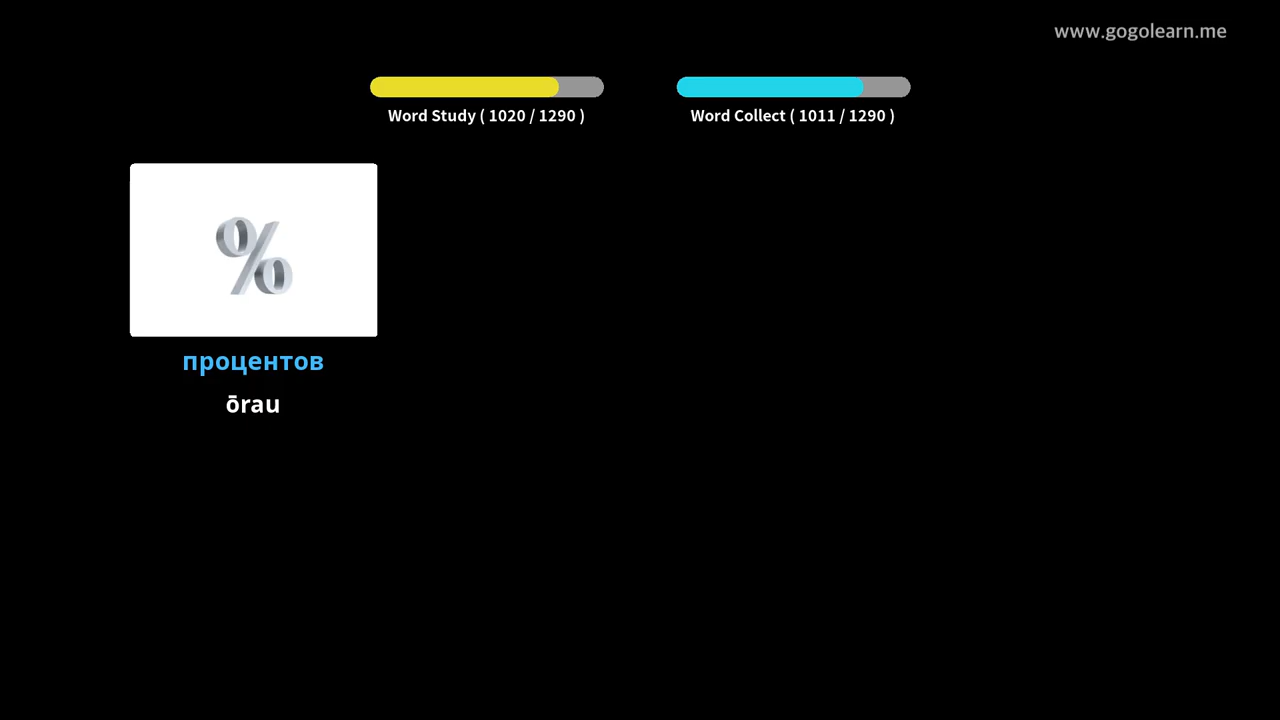 www.gogolearn.me
Word Study ( 1020 / 1290 )
Word Collect ( 1011 / 1290 )
%
процентов
ōrau